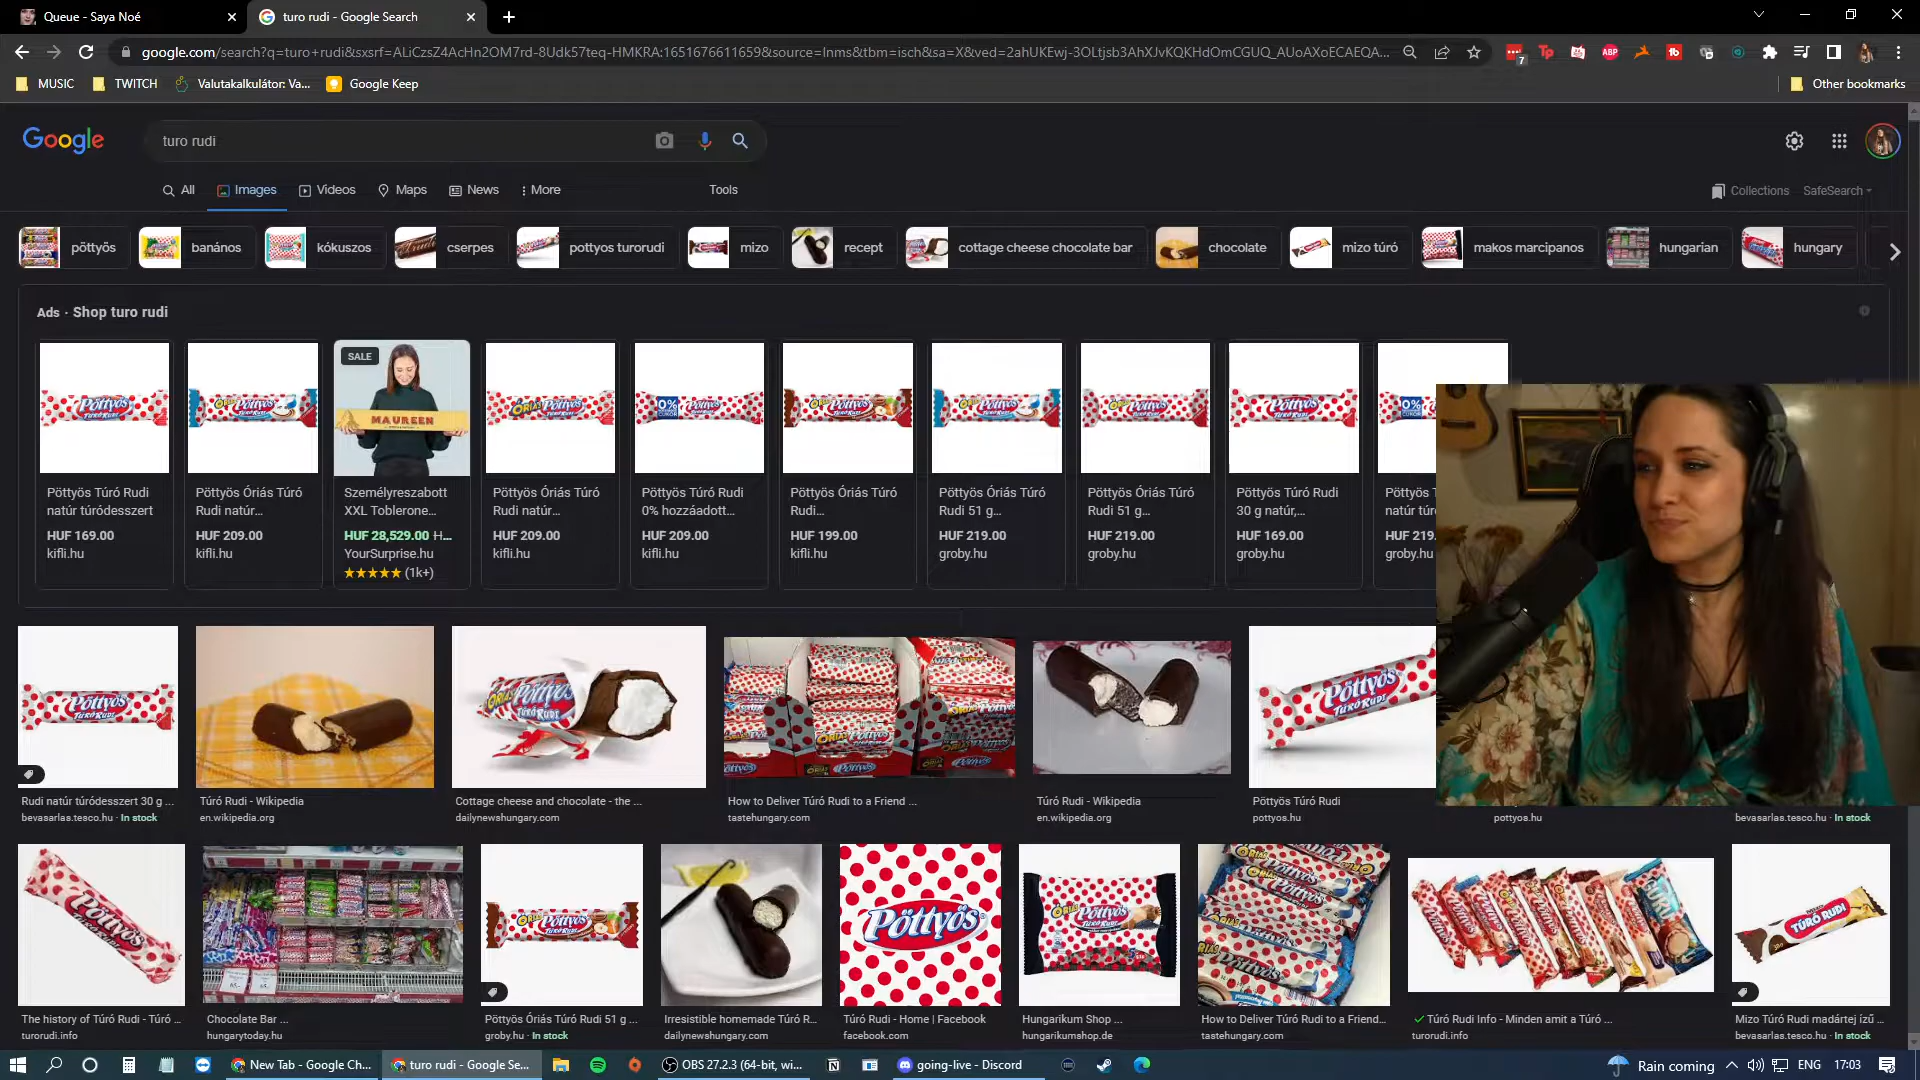 Queue - Saya Noé
turo rudi - Google Search
google.com/search?q=turo+rudi&sxsrf=ALiCzsZ4AcHn2OM7rd-8Udk57teq-HMKRA:1651676611659&source=lnms&tbm=isch&sa=X&ved=2ahUKEwj-3OLtjsb3AhXJvKQKHdOmCGUQ_AUoAXoECAEQA...
7
ABP
MUSIC
TWITCH
Valutakalkulátor: Va...
Google Keep
Other bookmarks
Google
turo rudi
All
Images
Videos
Maps
News
More
Tools
Collections
SafeSearch
pöttyös
banános
kókuszos
cserpes
pottyos turorudi
mizo
recept
cottage cheese chocolate bar
chocolate
mizo túró
makos marcipanos
hungarian
hungary
Ads · Shop turo rudi
SALE
MAUREEN
Pöttyös Túró Rudi
natúr túródesszert
HUF 169.00
kifli.hu
Pöttyös Óriás Túró
Rudi natúr...
HUF 209.00
kifli.hu
Személyreszabott
XXL Toblerone...
HUF 28,529.00 H...
YourSurprise.hu
★★★★★ (1k+)
Pöttyös Óriás Túró
Rudi natúr...
HUF 209.00
kifli.hu
Pöttyös Túró Rudi
0% hozzáadott...
HUF 209.00
kifli.hu
Pöttyös Óriás Túró
Rudi...
HUF 199.00
kifli.hu
Pöttyös Óriás Túró
Rudi 51 g...
HUF 219.00
groby.hu
Pöttyös Óriás Túró
Rudi 51 g...
HUF 219.00
groby.hu
Pöttyös Túró Rudi
30 g natúr,...
HUF 169.00
groby.hu
Pöttyös T
natúr túr
HUF 219.
groby.hu
Rudi natúr túródesszert 30 g ...
bevasarlas.tesco.hu · In stock
Túró Rudi - Wikipedia
en.wikipedia.org
Cottage cheese and chocolate - the ...
dailynewshungary.com
How to Deliver Túró Rudi to a Friend ...
tastehungary.com
Túró Rudi - Wikipedia
en.wikipedia.org
Pöttyös Túró Rudi
pottyos.hu
pottyos.hu
bevasarlas.tesco.hu · In stock
Pöttyös
TÚRÓ RUDI
The history of Túró Rudi - Túró ...
turorudi.info
Chocolate Bar ...
hungarytoday.hu
Pöttyös Óriás Túró Rudi 51 g ...
groby.hu · In stock
Irresistible homemade Túró R...
dailynewshungary.com
Túró Rudi - Home | Facebook
facebook.com
Hungarikum Shop ...
hungarikumshop.de
How to Deliver Túró Rudi to a Friend...
tastehungary.com
Túró Rudi Info - Minden amit a Túró ...
turorudi.info
Mizo Túró Rudi madártej ízű ...
bevasarlas.tesco.hu · In stock
New Tab - Google Ch...
turo rudi - Google Se...
OBS 27.2.3 (64-bit, wi...
going-live - Discord
Rain coming
ENG
17:03